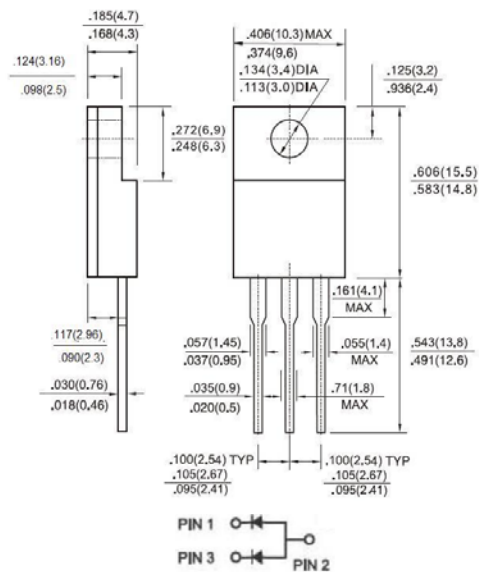 .185(4.7)
.168(4.3)
.406(10.3) MAX
.374(9.6)
.124(3.16)
.098(2.5)
.134(3.4)DIA
.113(3.0)DIA
.125(3.2)
.936(2.4)
.272(6.9)
.248(6.3)
.606(15.5)
.583(14.8)
.161(4.1)
MAX
.117(2.96)
.090(2.3)
.057(1.45)
.037(0.95)
.055(1.4)
MAX
.543(13.8)
.491(12.6)
.030(0.76)
.018(0.46)
.035(0.9)
.020(0.5)
.71(1.8)
MAX
.100(2.54) TYP
.105(2.67)
.095(2.41)
.100(2.54) TYP
.105(2.67)
.095(2.41)
PIN 1
PIN 3
PIN 2